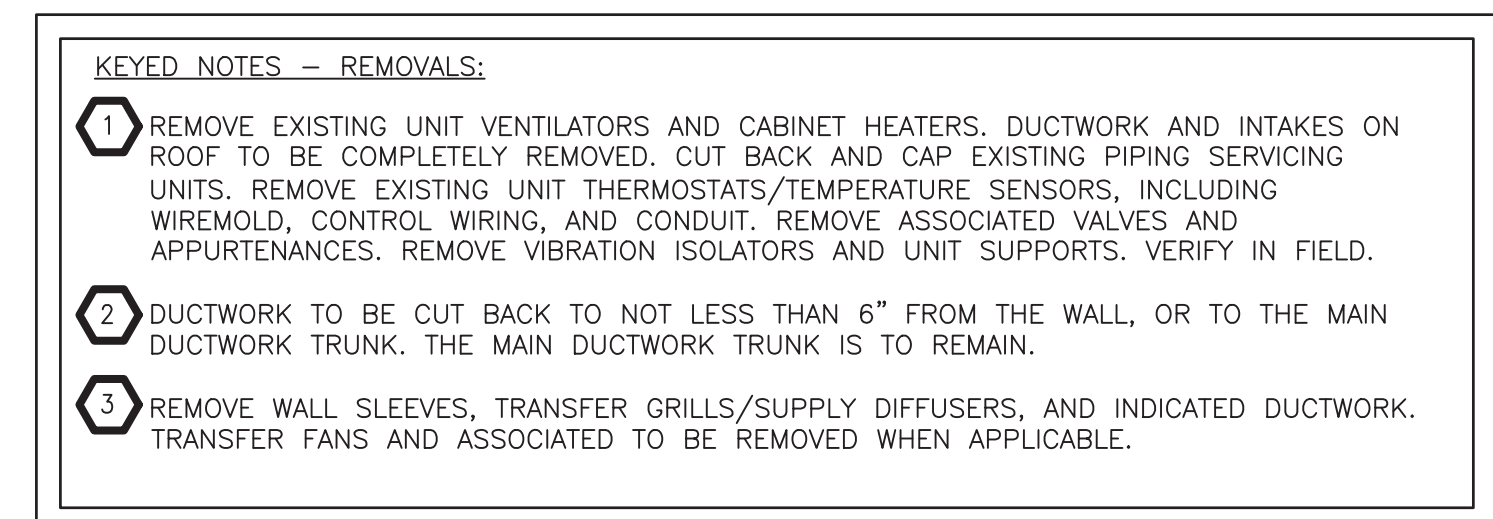 KEYED NOTES – REMOVALS:
1 REMOVE EXISTING UNIT VENTILATORS AND CABINET HEATERS. DUCTWORK AND INTAKES ON
ROOF TO BE COMPLETELY REMOVED. CUT BACK AND CAP EXISTING PIPING SERVICING
UNITS. REMOVE EXISTING UNIT THERMOSTATS/TEMPERATURE SENSORS, INCLUDING
WIREMOLD, CONTROL WIRING, AND CONDUIT. REMOVE ASSOCIATED VALVES AND
APPURTENANCES. REMOVE VIBRATION ISOLATORS AND UNIT SUPPORTS. VERIFY IN FIELD.
2 DUCTWORK TO BE CUT BACK TO NOT LESS THAN 6” FROM THE WALL, OR TO THE MAIN
DUCTWORK TRUNK. THE MAIN DUCTWORK TRUNK IS TO REMAIN.
3 REMOVE WALL SLEEVES, TRANSFER GRILLS/SUPPLY DIFFUSERS, AND INDICATED DUCTWORK.
TRANSFER FANS AND ASSOCIATED TO BE REMOVED WHEN APPLICABLE.